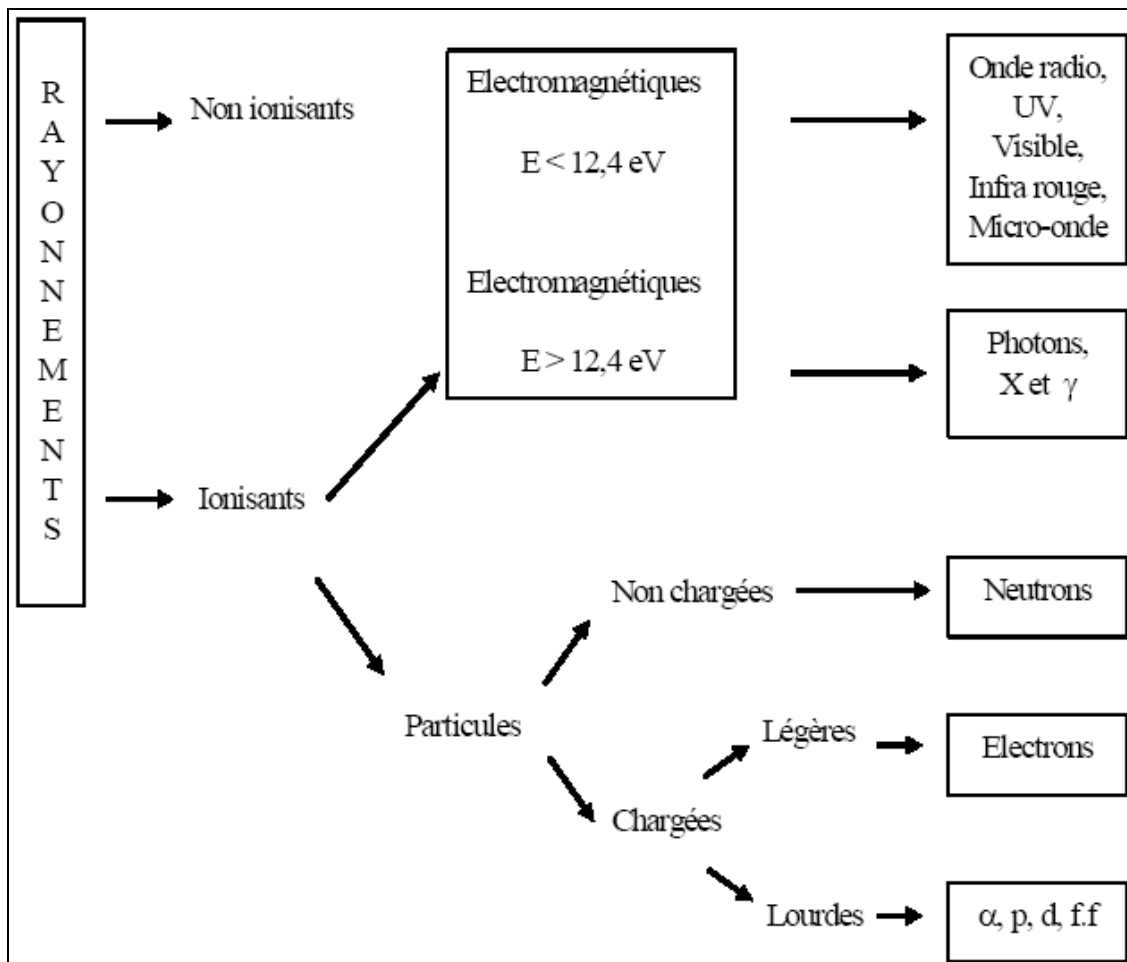 RAYONNEMENTS
Non ionisants
Electromagnétiques
E < 12,4 eV
Onde radio,
UV,
Visible,
Infra rouge,
Micro-onde
Electromagnétiques
E > 12,4 eV
Photons,
X et γ
Ionisants
Non chargées
Neutrons
Particules
Légères
Electrons
Chargées
Lourdes
α, p, d, f.f